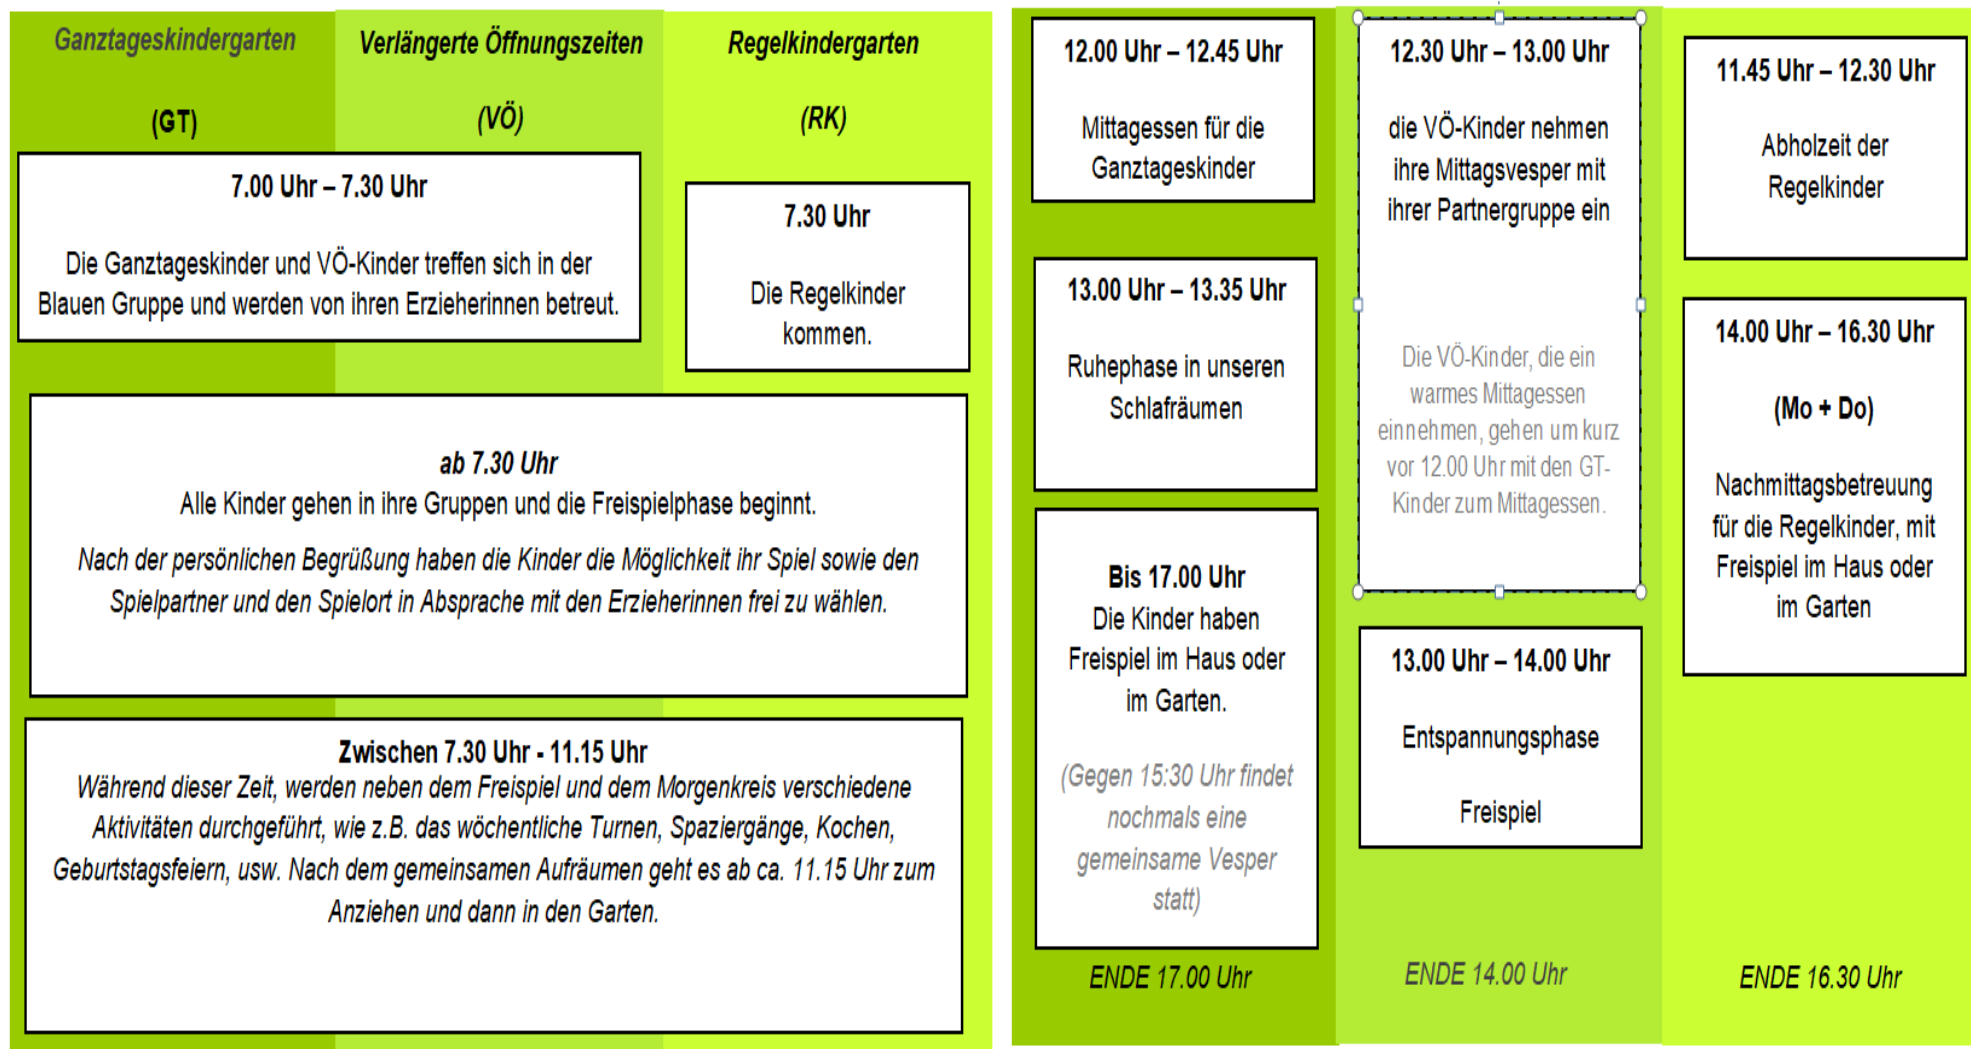 Ganztageskindergarten
(GT)
Verlängerte Öffnungszeiten
(VÖ)
Regelkindergarten
(RK)
7.00 Uhr – 7.30 Uhr
Die Ganztageskinder und VÖ-Kinder treffen sich in der
Blauen Gruppe und werden von ihren Erzieherinnen betreut.
7.30 Uhr
Die Regelkinder
kommen.
ab 7.30 Uhr
Alle Kinder gehen in ihre Gruppen und die Freispielphase beginnt.
Nach der persönlichen Begrüßung haben die Kinder die Möglichkeit ihr Spiel sowie den
Spielpartner und den Spielort in Absprache mit den Erzieherinnen frei zu wählen.
Zwischen 7.30 Uhr - 11.15 Uhr
Während dieser Zeit, werden neben dem Freispiel und dem Morgenkreis verschiedene
Aktivitäten durchgeführt, wie z.B. das wöchentliche Turnen, Spaziergänge, Kochen,
Geburtstagsfeiern, usw. Nach dem gemeinsamen Aufräumen geht es ab ca. 11.15 Uhr zum
Anziehen und dann in den Garten.
12.00 Uhr – 12.45 Uhr
Mittagessen für die
Ganztageskinder
13.00 Uhr – 13.35 Uhr
Ruhephase in unseren
Schlafräumen
Bis 17.00 Uhr
Die Kinder haben
Freispiel im Haus oder
im Garten.
(Gegen 15:30 Uhr findet
nochmals eine
gemeinsame Vesper
statt)
ENDE 17.00 Uhr
12.30 Uhr – 13.00 Uhr
die VÖ-Kinder nehmen
ihre Mittagsvesper mit
ihrer Partnergruppe ein
Die VÖ-Kinder, die ein
warmes Mittagessen
einnehmen, gehen um kurz
vor 12.00 Uhr mit den GT-
Kinder zum Mittagessen.
13.00 Uhr – 14.00 Uhr
Entspannungsphase
Freispiel
ENDE 14.00 Uhr
11.45 Uhr – 12.30 Uhr
Abholzeit der
Regelkinder
14.00 Uhr – 16.30 Uhr
(Mo + Do)
Nachmittagsbetreuung
für die Regelkinder, mit
Freispiel im Haus oder
im Garten
ENDE 16.30 Uhr